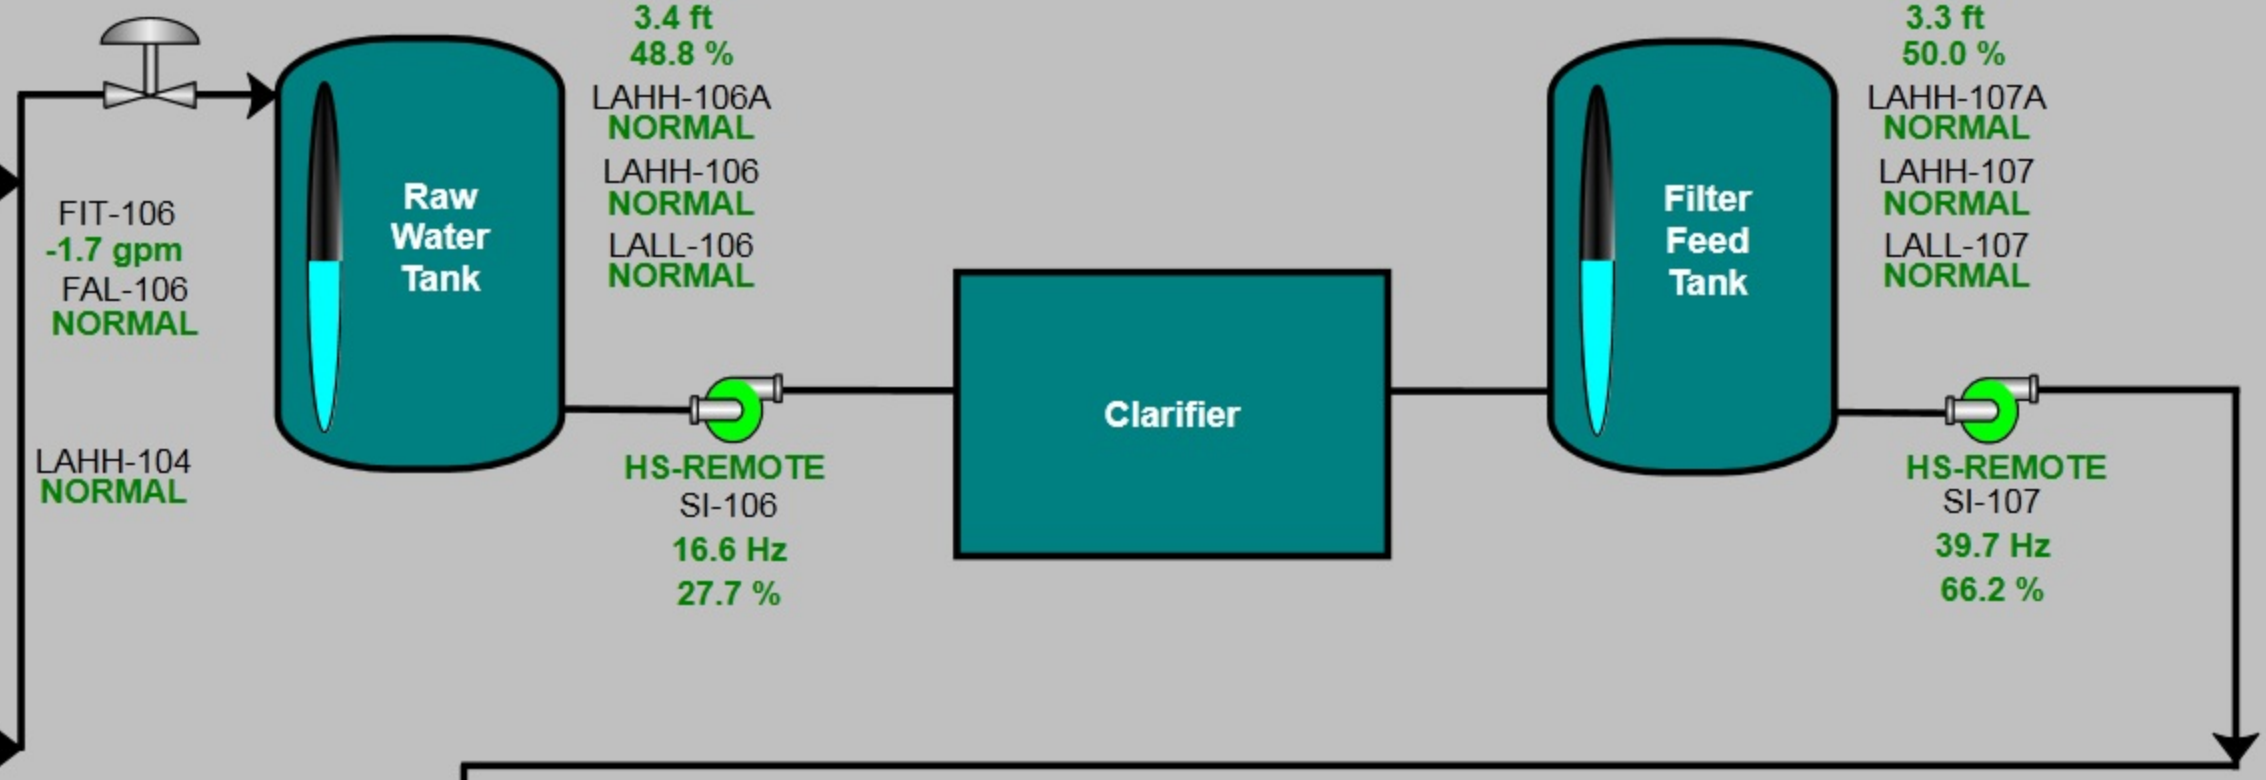 FIT-106
-1.7 gpm
FAL-106
NORMAL
LAHH-104
NORMAL
Raw
Water
Tank
3.4 ft
48.8 %
LAHH-106A
NORMAL
LAHH-106
NORMAL
LALL-106
NORMAL
HS-REMOTE
SI-106
16.6 Hz
27.7 %
Clarifier
Filter
Feed
Tank
3.3 ft
50.0 %
LAHH-107A
NORMAL
LAHH-107
NORMAL
LALL-107
NORMAL
HS-REMOTE
SI-107
39.7 Hz
66.2 %